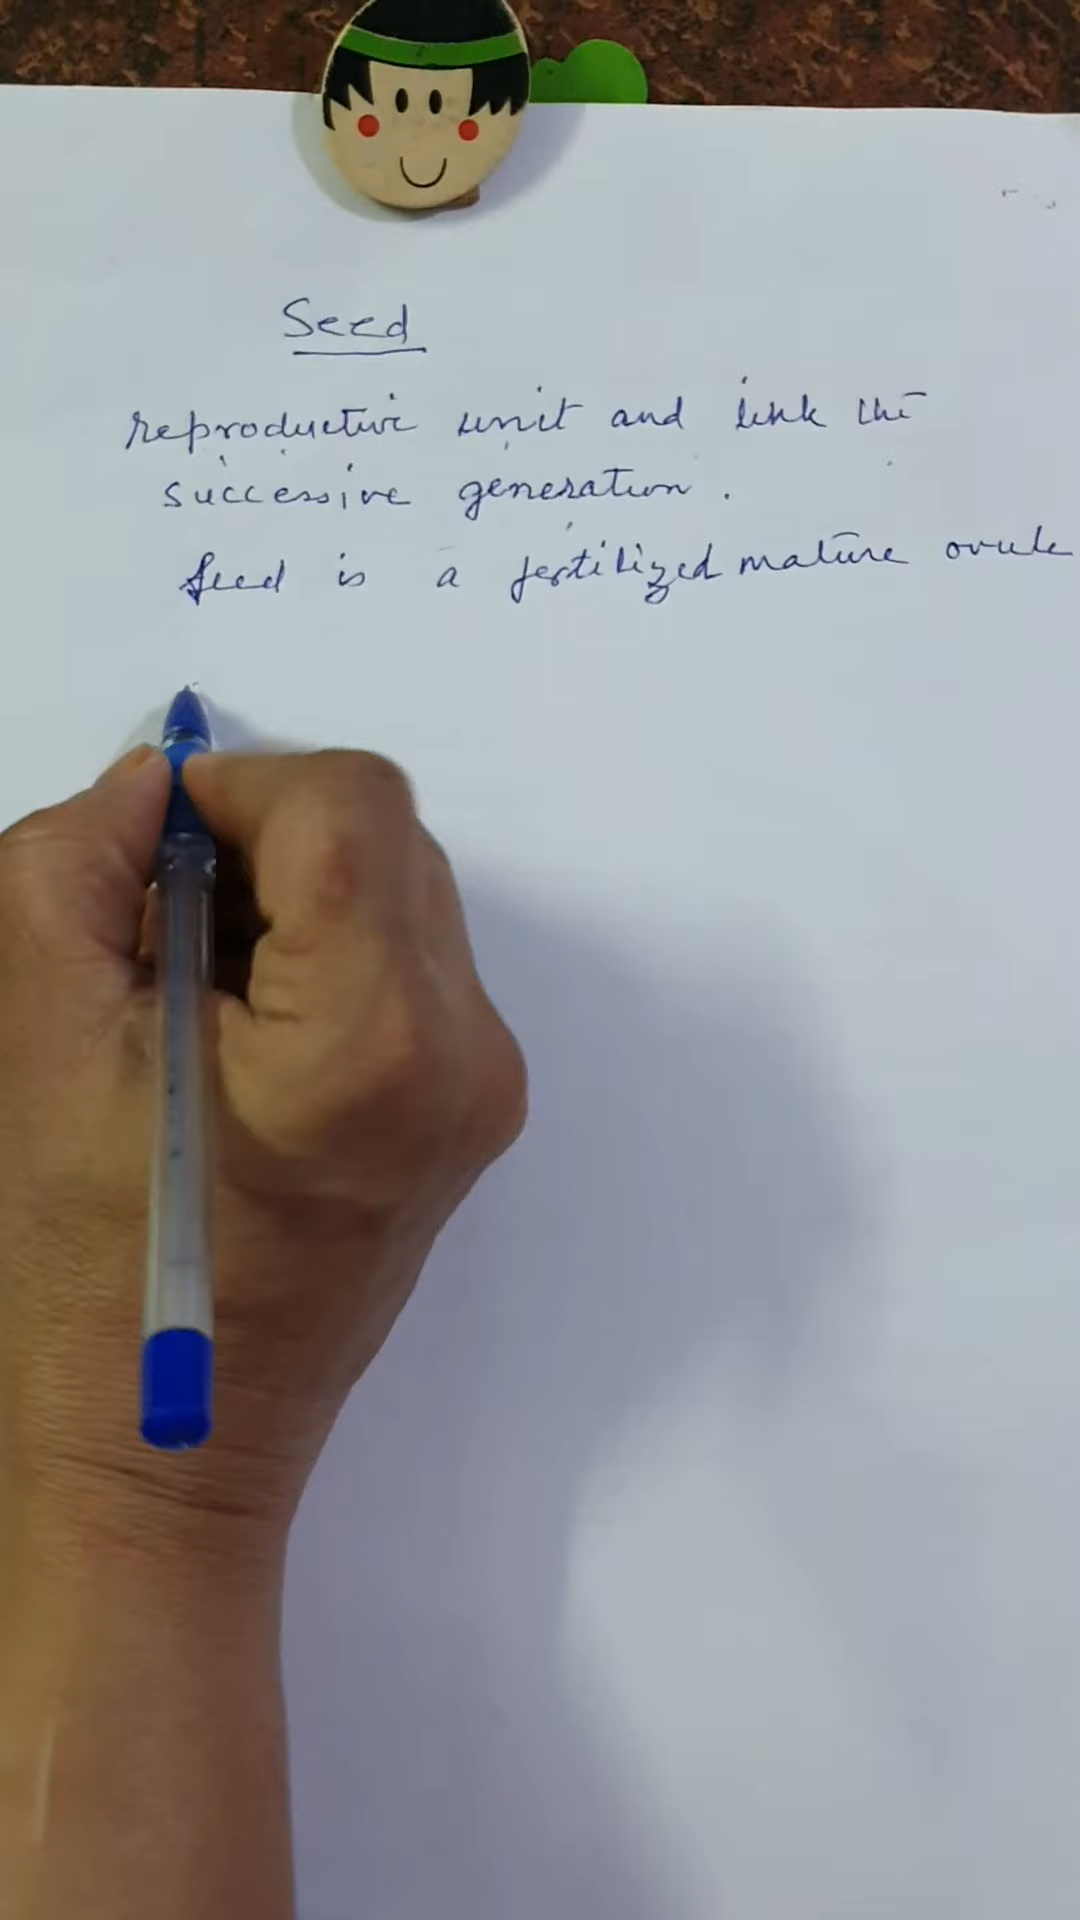 Seed
reproductive unit and link the
successive generation.
Seed is a fertilized mature ovule